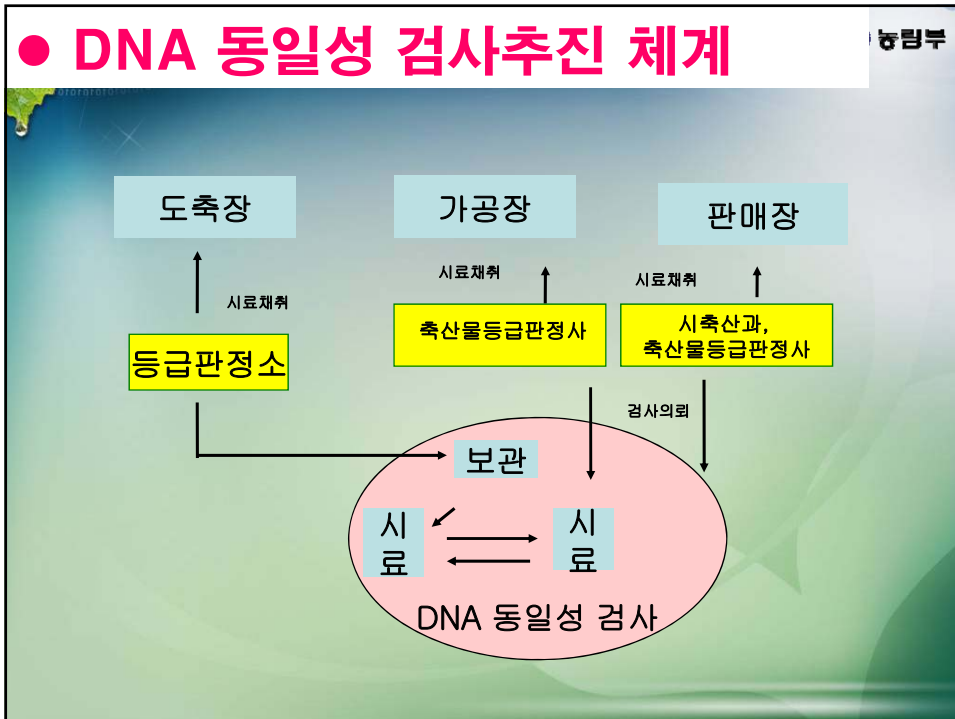 ● DNA 동일성 검사추진 체계
농림부
도축장
가공장
판매장
시료채취
시료채취
시료채취
축산물등급판정사
시축산과,
축산물등급판정사
등급판정소
검사의뢰
보관
시
료
시
료
DNA 동일성 검사